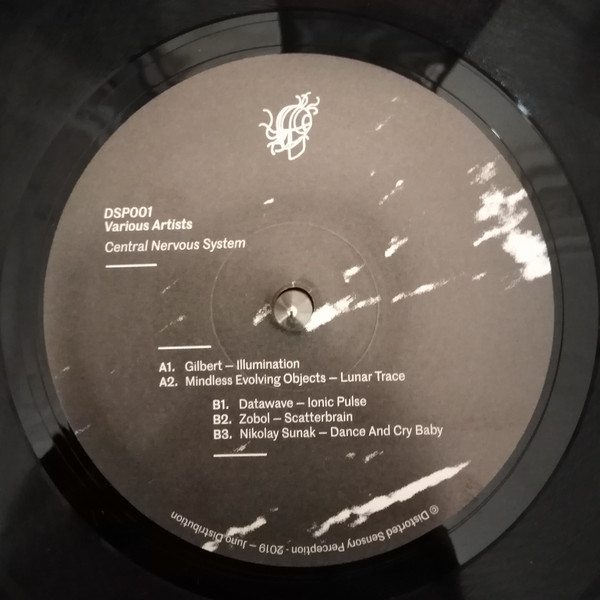 DSP001
Various Artists
Central Nervous System
A1. Gilbert – Illumination
A2. Mindless Evolving Objects – Lunar Trace
B1. Datawave – Ionic Pulse
B2. Zobol – Scatterbrain
B3. Nikolay Sunak – Dance And Cry Baby
© Distorted Sensory Perception - 2019 – Juno Distribution